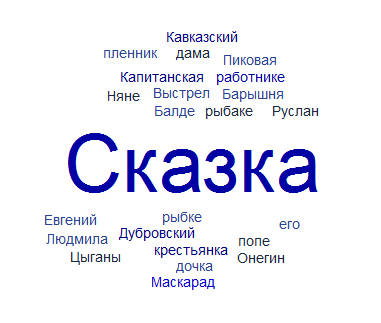 Кавказский
пленник дама Пиковая
Капитанская работнике
Няне Выстрел Барышня
Балде рыбаке Руслан
Сказка
Евгений рыбке его
Людмила Дубровский попе
Цыганы крестьянка Онегин
дочка
Маскарад